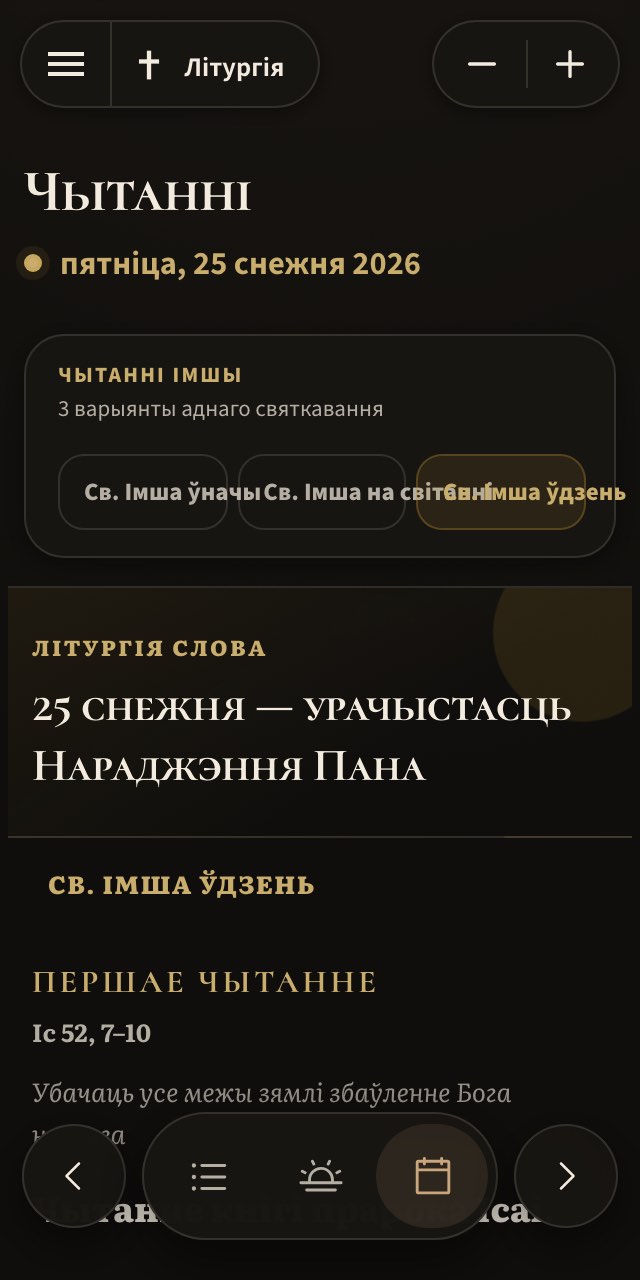 Літургія
Чытанні
пятніца, 25 снежня 2026
ЧЫТАННІ ІМШЫ
3 варыянты аднаго святкавання
Св. Імша ўначы
Св. Імша на світанні
Св. Імша ўдзень
ЛІТУРГІЯ СЛОВА
25 снежня — урачыстасць
Нараджэння Пана
СВ. ІМША ЎДЗЕНЬ
ПЕРШАЕ ЧЫТАННЕ
Іс 52, 7–10
Убачаць усе межы зямлі збаўленне Бога